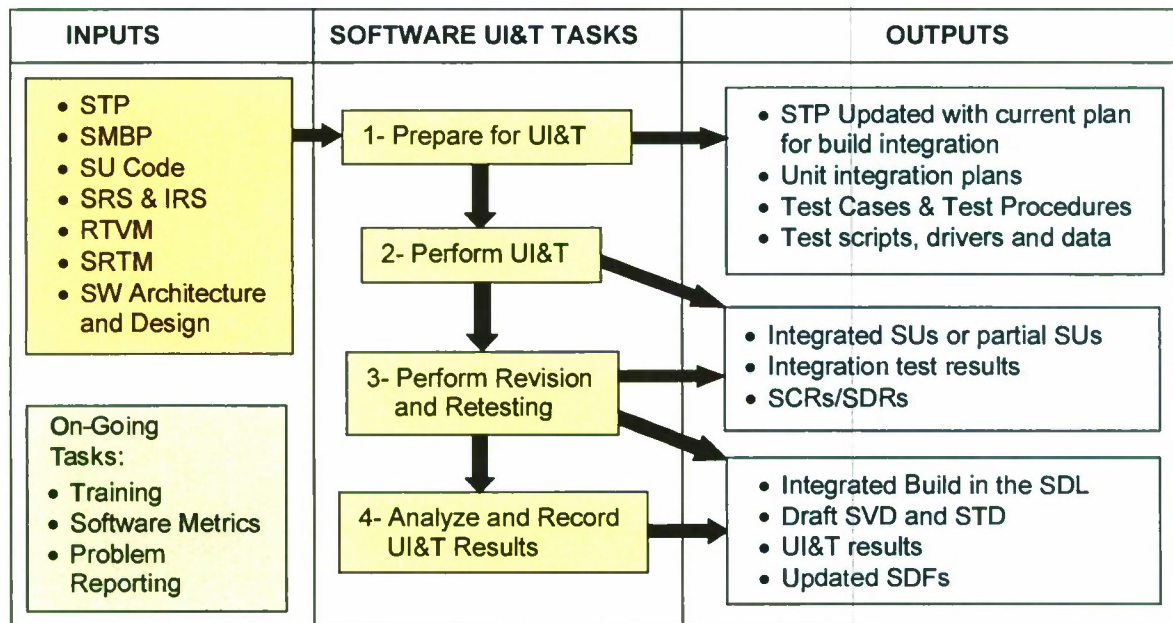 INPUTS
SOFTWARE UI&T TASKS
OUTPUTS
• STP
• SMBP
• SU Code
• SRS & IRS
• RTVM
• SRTM
• SW Architecture
and Design
On-Going
Tasks:
• Training
• Software Metrics
• Problem
Reporting
1- Prepare for UI&T
2- Perform UI&T
3- Perform Revision
and Retesting
4- Analyze and Record
UI&T Results
• STP Updated with current plan
for build integration
• Unit integration plans
• Test Cases & Test Procedures
• Test scripts, drivers and data
• Integrated SUs or partial SUs
• Integration test results
• SCRs/SDRs
• Integrated Build in the SDL
• Draft SVD and STD
• UI&T results
• Updated SDFs